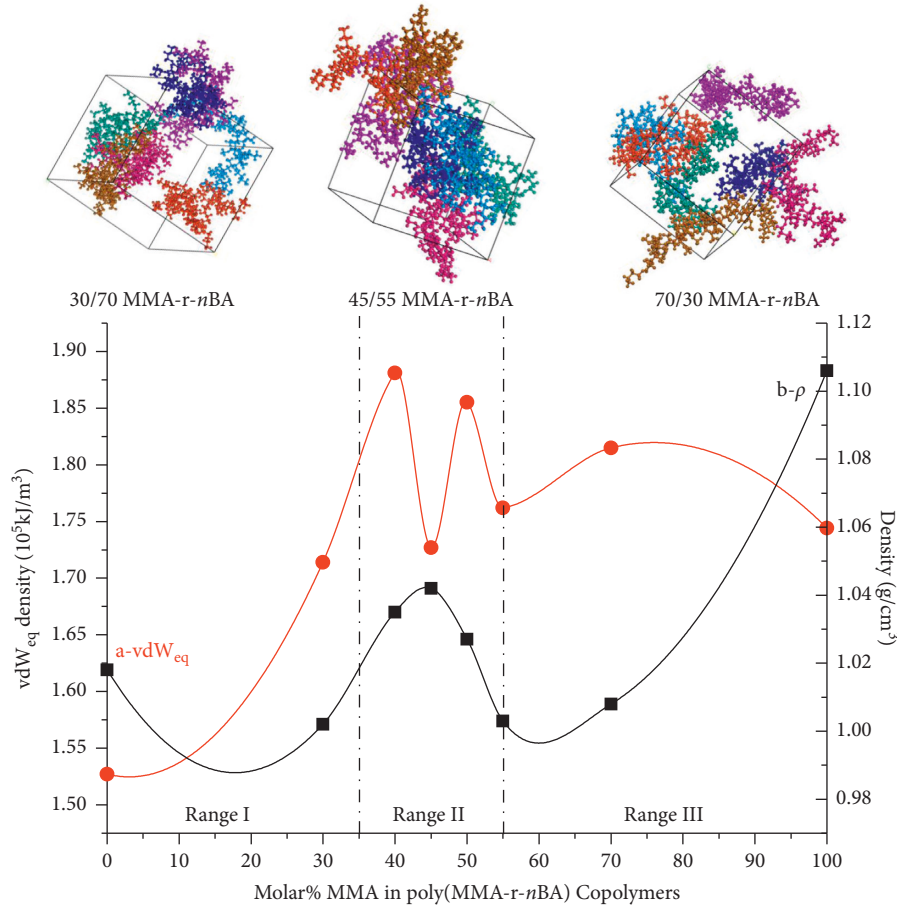 30/70 MMA-r-nBA
45/55 MMA-r-nBA
70/30 MMA-r-nBA
1.90
1.85
1.80
1.75
1.70
1.65
1.60
1.55
1.50
vdWeq density (10⁵kJ/m³)
1.12
1.10
1.08
1.06
1.04
1.02
1.00
0.98
Density (g/cm³)
b-ρ
a-vdWeq
Range I
Range II
Range III
0 10 20 30 40 50 60 70 80 90 100
Molar% MMA in poly(MMA-r-nBA) Copolymers